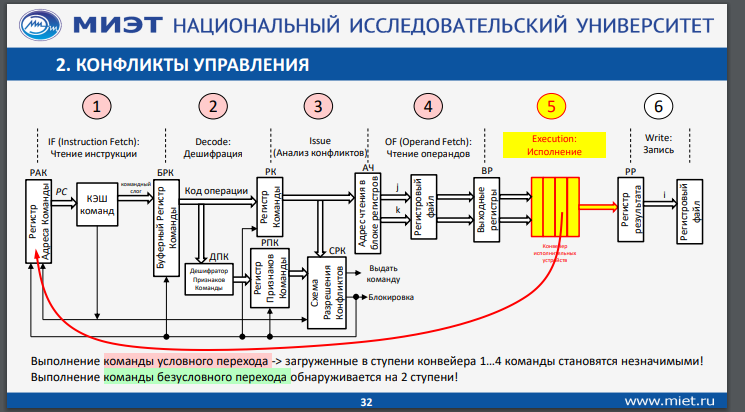 МИЭТ НАЦИОНАЛЬНЫЙ ИССЛЕДОВАТЕЛЬСКИЙ УНИВЕРСИТЕТ
2. КОНФЛИКТЫ УПРАВЛЕНИЯ
1
2
3
4
5
6
IF (Instruction Fetch):
Чтение инструкции
Decode:
Дешифрация
Issue
(Анализ конфликтов)
OF (Operand Fetch):
Чтение операндов
Execution:
Исполнение
Write:
Запись
РАК
Регистр
Адреса Команды
PC
КЭШ
команд
командный
слот
БРК
Буферный Регистр
Команды
Код операции
РК
Регистр
Команды
АЧ
Адрес чтения в
блоке регистров
j
k
Регистровый
файл
ВР
Выходные
регистры
Конвейер
исполнительных
устройств
РР
Регистр
результата
i
Регистровый
файл
ДПК
Дешифратор
Признаков
Команды
РПК
Регистр
Признаков
Команды
СРК
Схема
Разрешения
Конфликтов
Выдать
команду
Блокировка
Выполнение команды условного перехода -> загруженные в ступени конвейера 1...4 команды становятся незначимыми!
Выполнение команды безусловного перехода обнаруживается на 2 ступени!
32
www.miet.ru